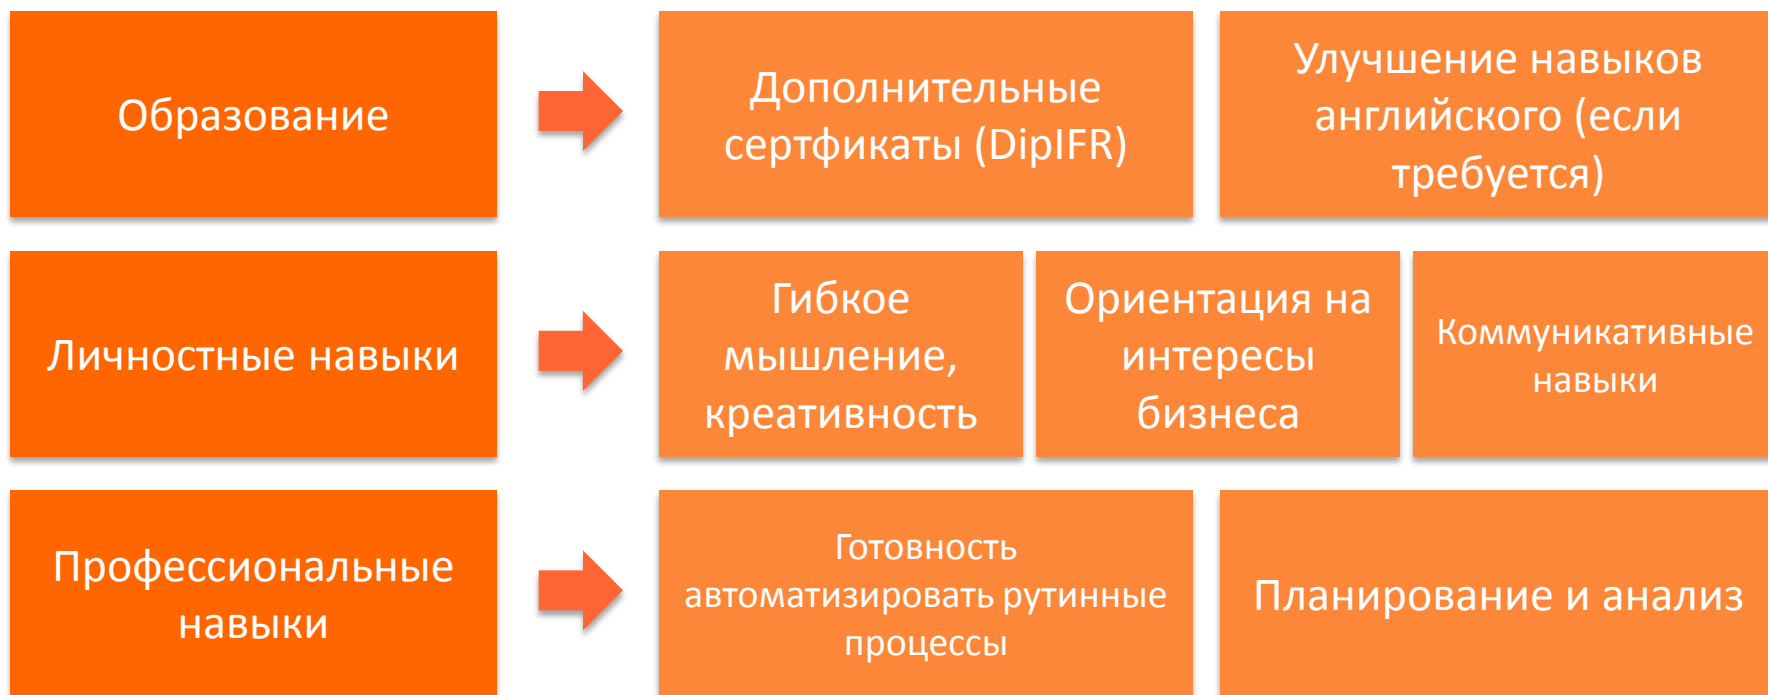 Образование
Дополнительные
сертфикаты (DipIFR)
Улучшение навыков
английского (если
требуется)
Личностные навыки
Гибкое
мышление,
креативность
Ориентация на
интересы
бизнеса
Коммуникативные
навыки
Профессиональные
навыки
Готовность
автоматизировать рутинные
процессы
Планирование и анализ